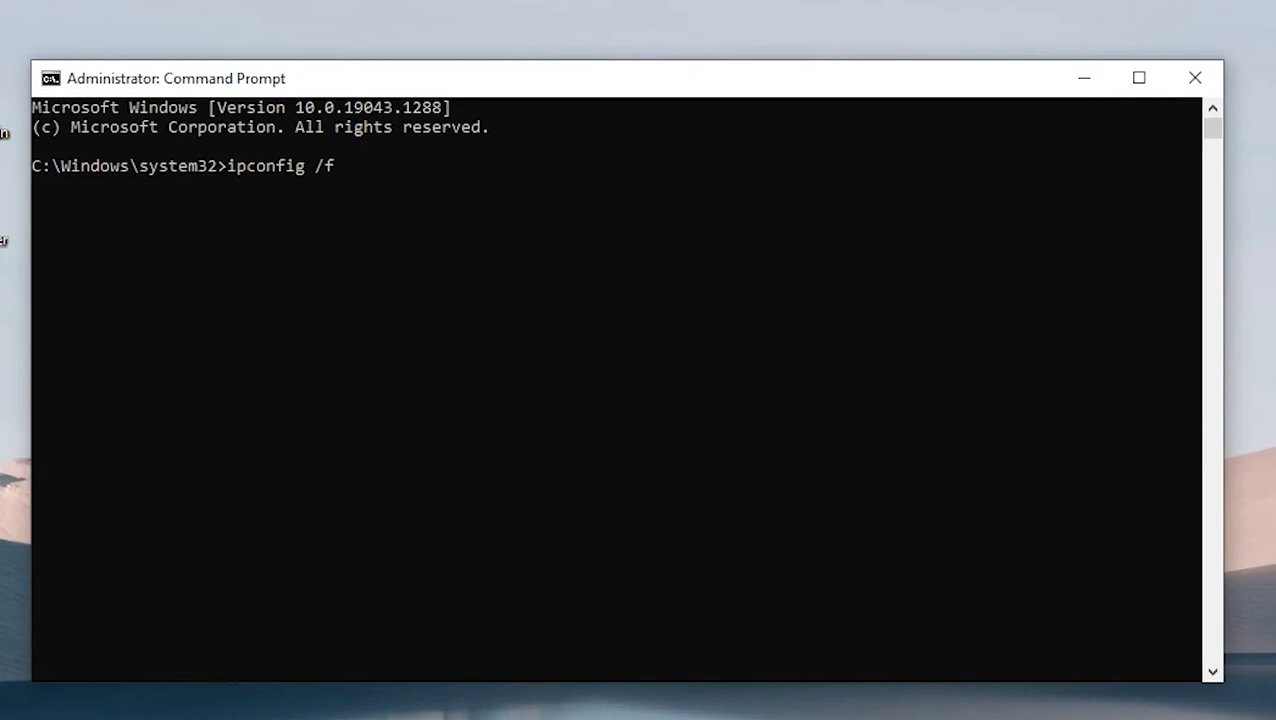 Administrator: Command Prompt
Microsoft Windows [Version 10.0.19043.1288]
(c) Microsoft Corporation. All rights reserved.
C:\Windows\system32>ipconfig /f